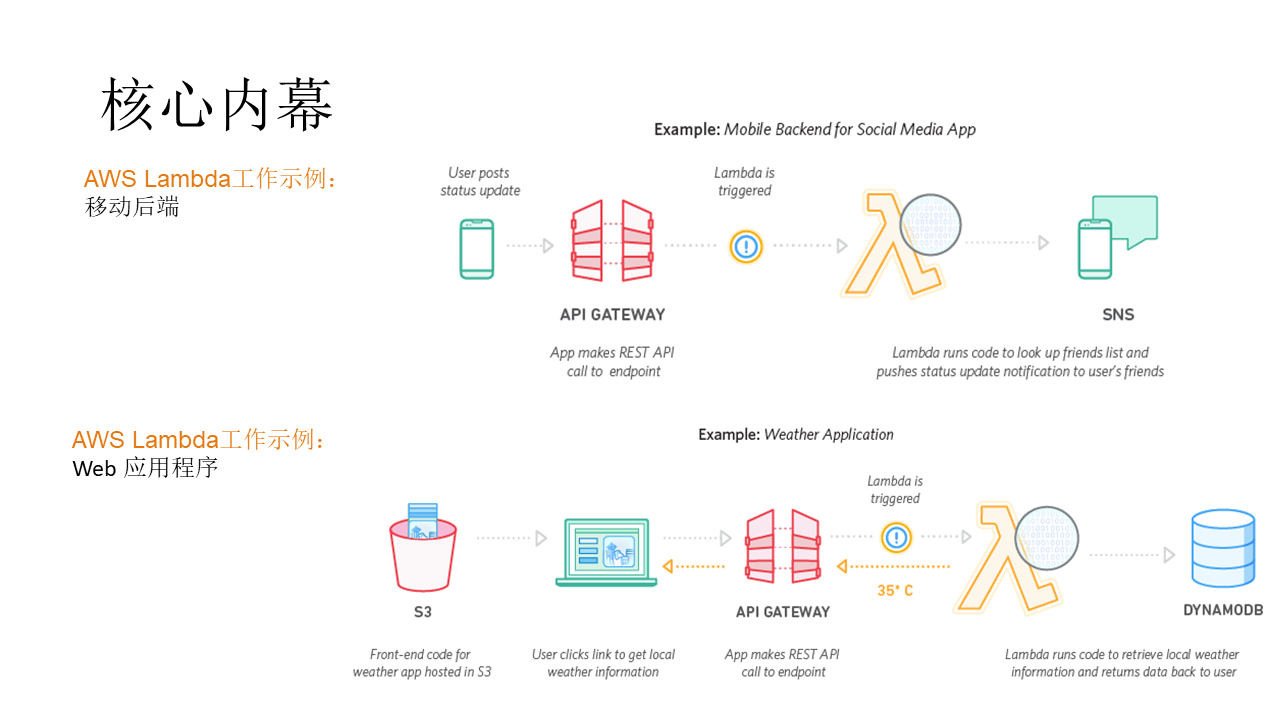 核心内幕
AWS Lambda工作示例：
移动后端
Example: Mobile Backend for Social Media App
User posts
status update
Lambda is
triggered
API GATEWAY
SNS
App makes REST API
call to endpoint
Lambda runs code to look up friends list and
pushes status update notification to user's friends
AWS Lambda工作示例：
Web 应用程序
Example: Weather Application
Lambda is
triggered
35° C
S3
API GATEWAY
DYNAMODB
Front-end code for
weather app hosted in S3
User clicks link to get local
weather information
App makes REST API
call to endpoint
Lambda runs code to retrieve local weather
information and returns data back to user